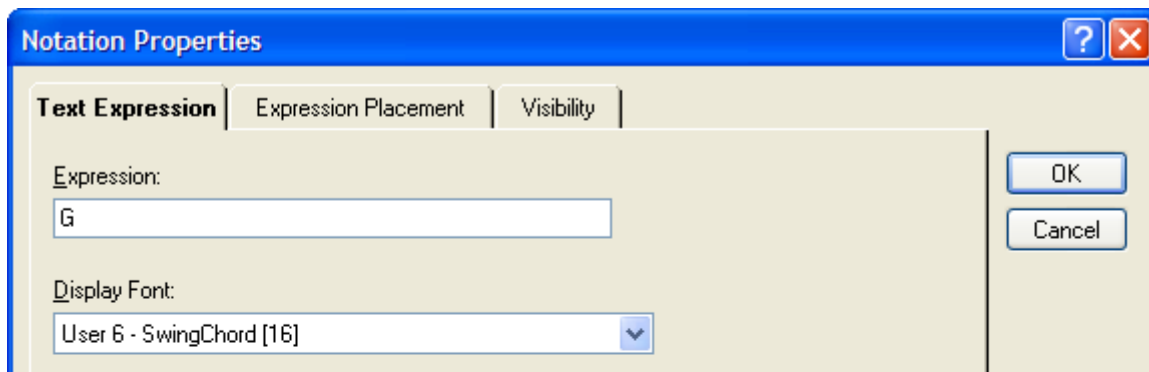 Notation Properties
Text Expression Expression Placement Visibility
Expression:
G
OK
Cancel
Display Font:
User 6 - SwingChord [16]